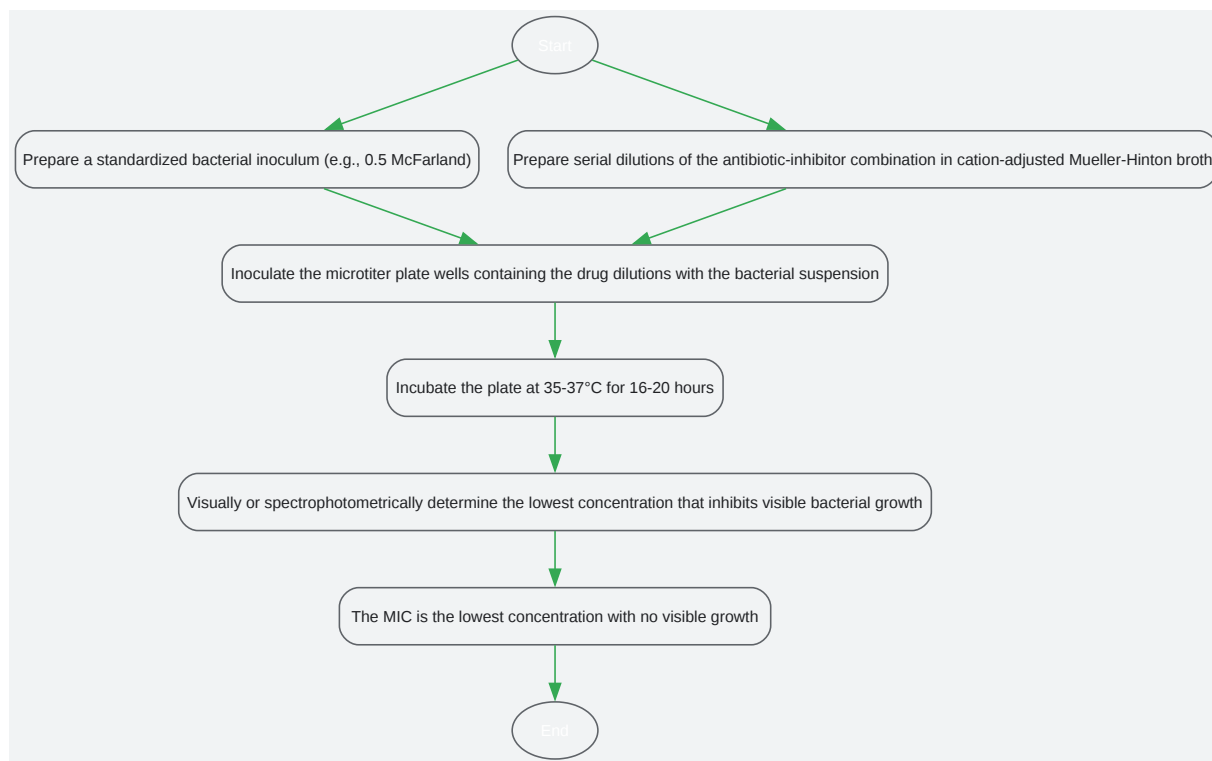 Start
Prepare a standardized bacterial inoculum (e.g., 0.5 McFarland)
Prepare serial dilutions of the antibiotic-inhibitor combination in cation-adjusted Mueller-Hinton broth
Inoculate the microtiter plate wells containing the drug dilutions with the bacterial suspension
Incubate the plate at 35-37°C for 16-20 hours
Visually or spectrophotometrically determine the lowest concentration that inhibits visible bacterial growth
The MIC is the lowest concentration with no visible growth
End